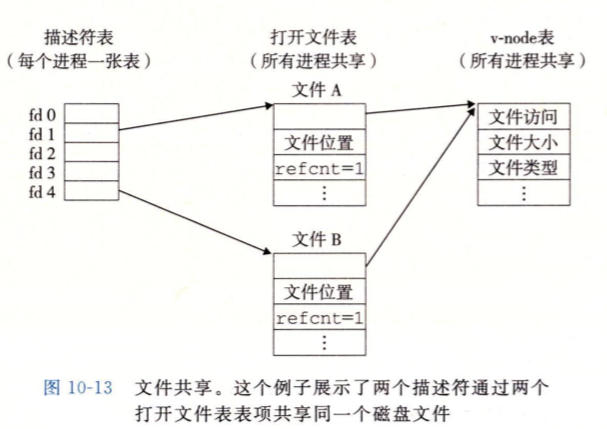 描述符表
（每个进程一张表）
打开文件表
（所有进程共享）
v-node表
（所有进程共享）
fd 0
fd 1
fd 2
fd 3
fd 4
文件 A
文件位置
refcnt=1
⋮
文件 B
文件位置
refcnt=1
⋮
文件访问
文件大小
文件类型
⋮
图 10-13 文件共享。这个例子展示了两个描述符通过两个
打开文件表表项共享同一个磁盘文件